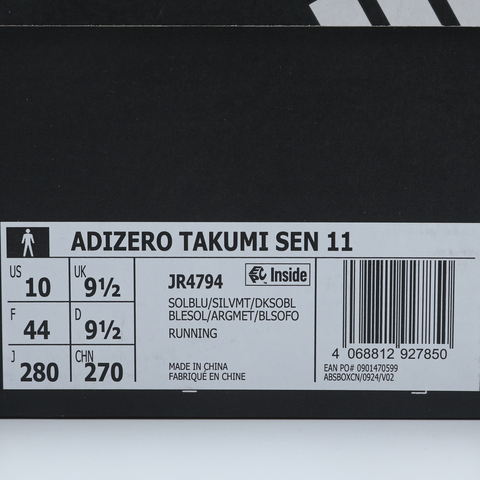 ADIZERO TAKUMI SEN 11
US 10
UK 9½
F 44
D 9½
J 280
CHN 270
JR4794
Inside
SOLBLU/SILVMT/DKSOBL
BLESOL/ARGMET/BLSOFO
RUNNING
MADE IN CHINA
FABRIQUÉ EN CHINE
4 068812 927850
EAN PO# 0901470599
ABSBOXCN/0924/V02